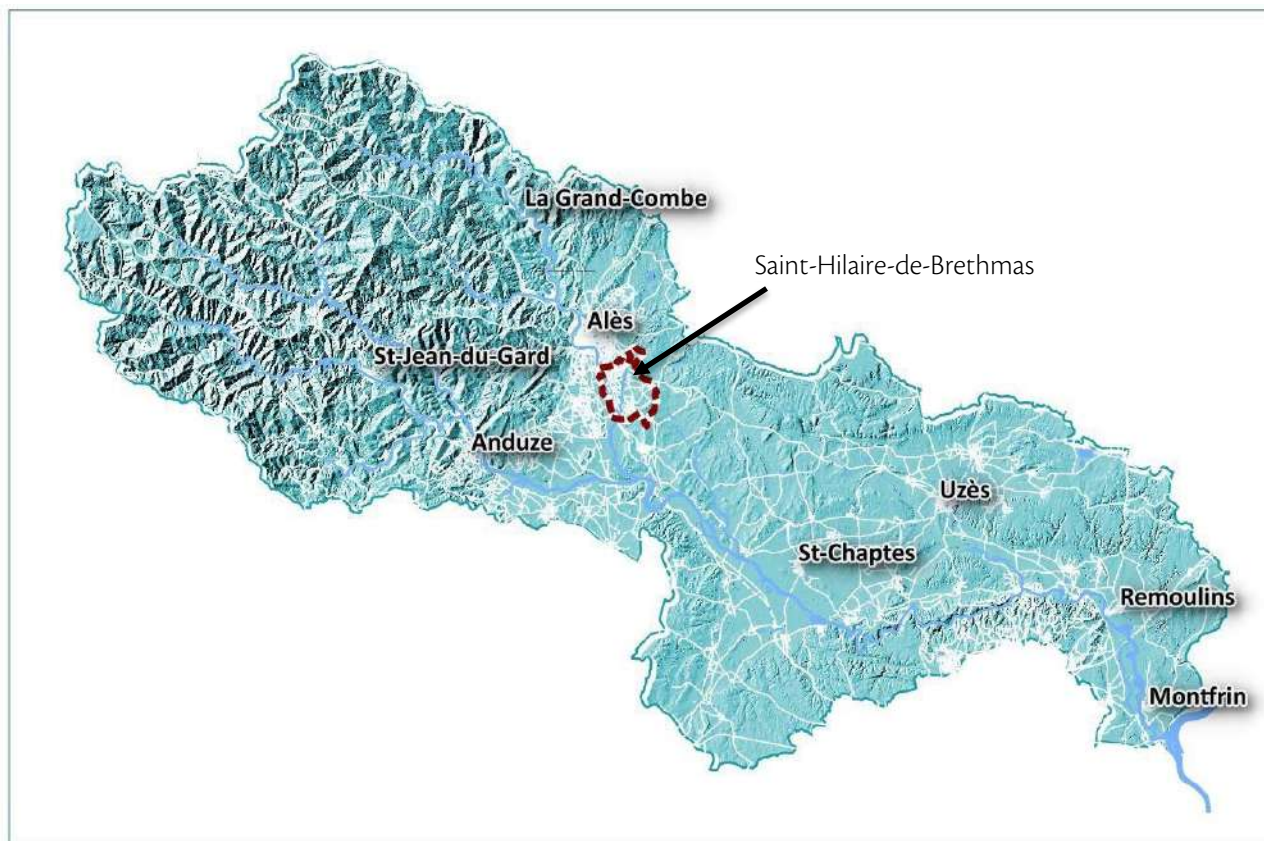 La Grand-Combe
Saint-Hilaire-de-Brethmas
Alès
St-Jean-du-Gard
Anduze
Uzès
St-Chaptes
Remoulins
Montfrin